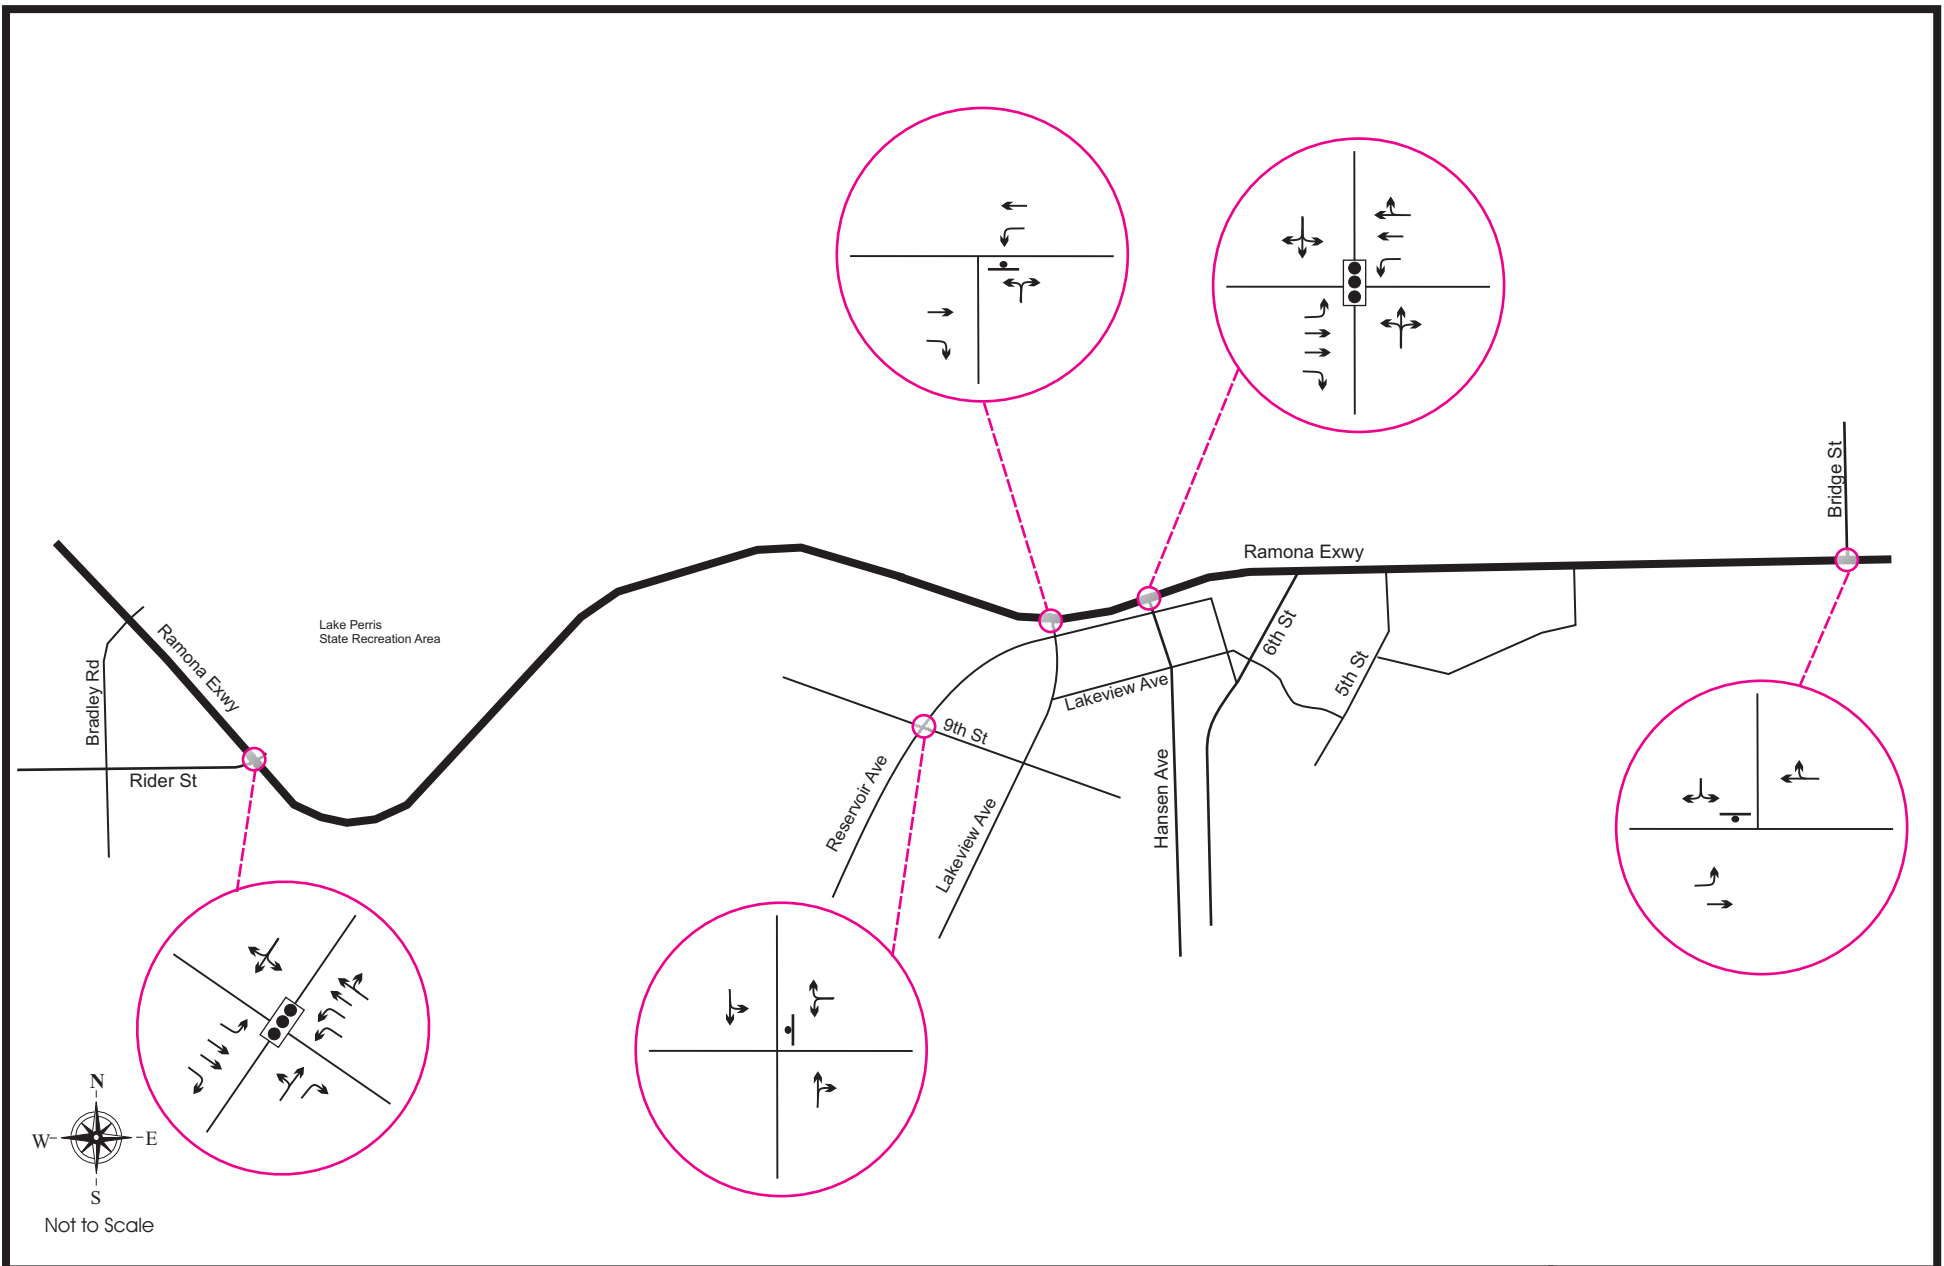 Bridge St
Ramona Exwy
Lake Perris
State Recreation Area
Ramona Exwy
Bradley Rd
Rider St
6th St
5th St
Lakeview Ave
9th St
Reservoir Ave
Lakeview Ave
Hansen Ave
N
W
E
S
Not to Scale